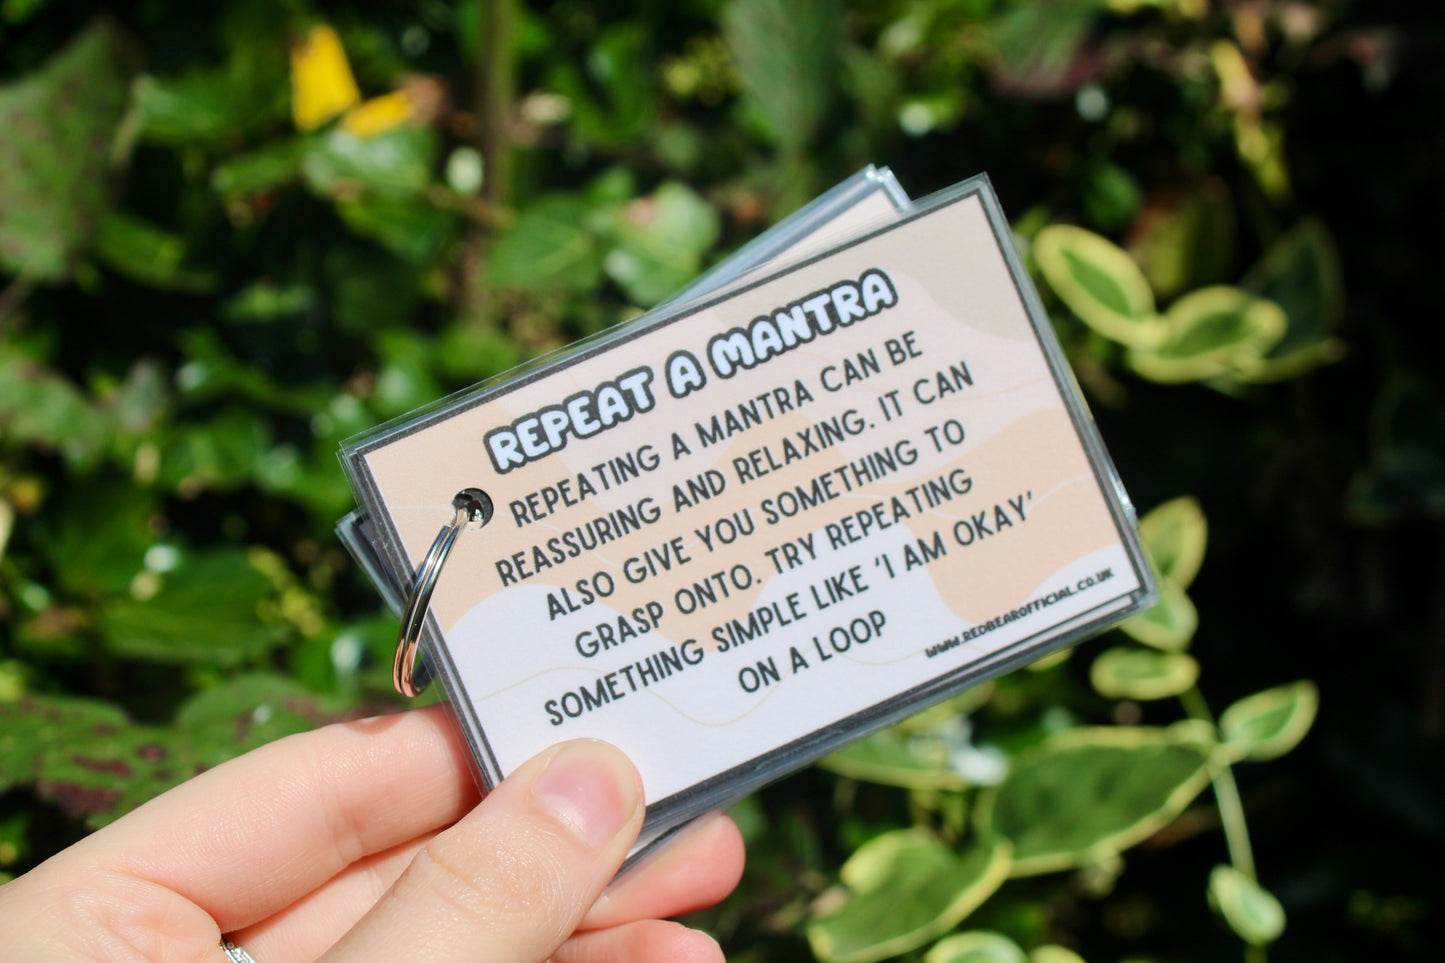 REPEAT A MANTRA
REPEATING A MANTRA CAN BE
REASSURING AND RELAXING. IT CAN
ALSO GIVE YOU SOMETHING TO
GRASP ONTO. TRY REPEATING
SOMETHING SIMPLE LIKE 'I AM OKAY'
ON A LOOP
WWW.REDBEAROFFICIAL.CO.UK